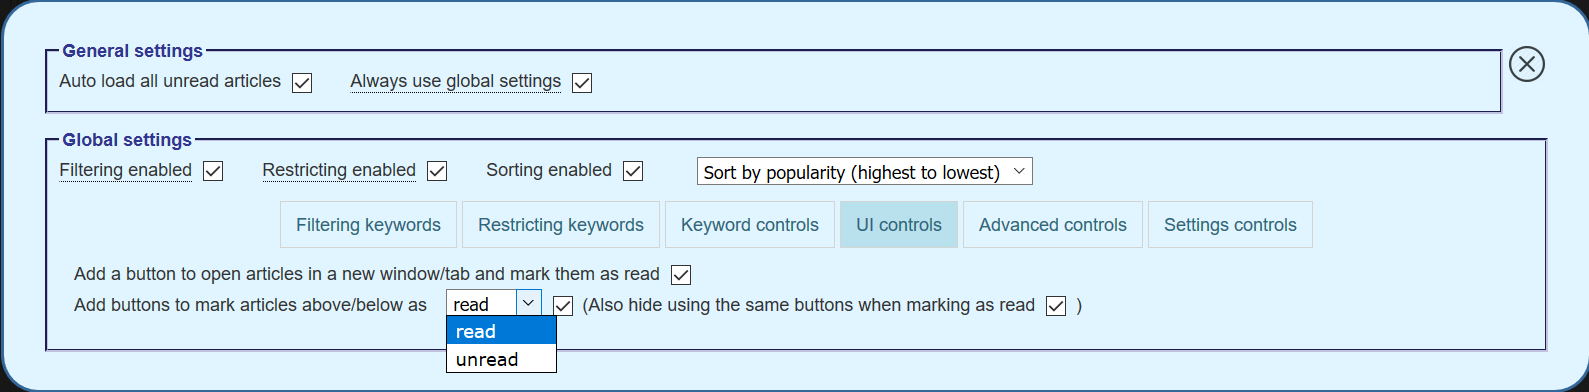 General settings
Auto load all unread articles Always use global settings
Global settings
Filtering enabled Restricting enabled Sorting enabled Sort by popularity (highest to lowest)
Filtering keywords Restricting keywords Keyword controls UI controls Advanced controls Settings controls
Add a button to open articles in a new window/tab and mark them as read
Add buttons to mark articles above/below as read (Also hide using the same buttons when marking as read )
read
unread